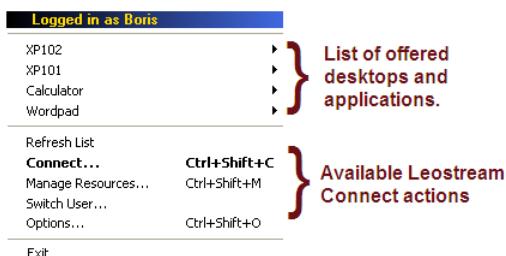 Logged in as Boris
XP102
XP101
Calculator
Wordpad
List of offered
desktops and
applications.
Refresh List
Connect... Ctrl+Shift+C
Manage Resources... Ctrl+Shift+M
Switch User...
Options... Ctrl+Shift+O
Available Leostream
Connect actions
Exit